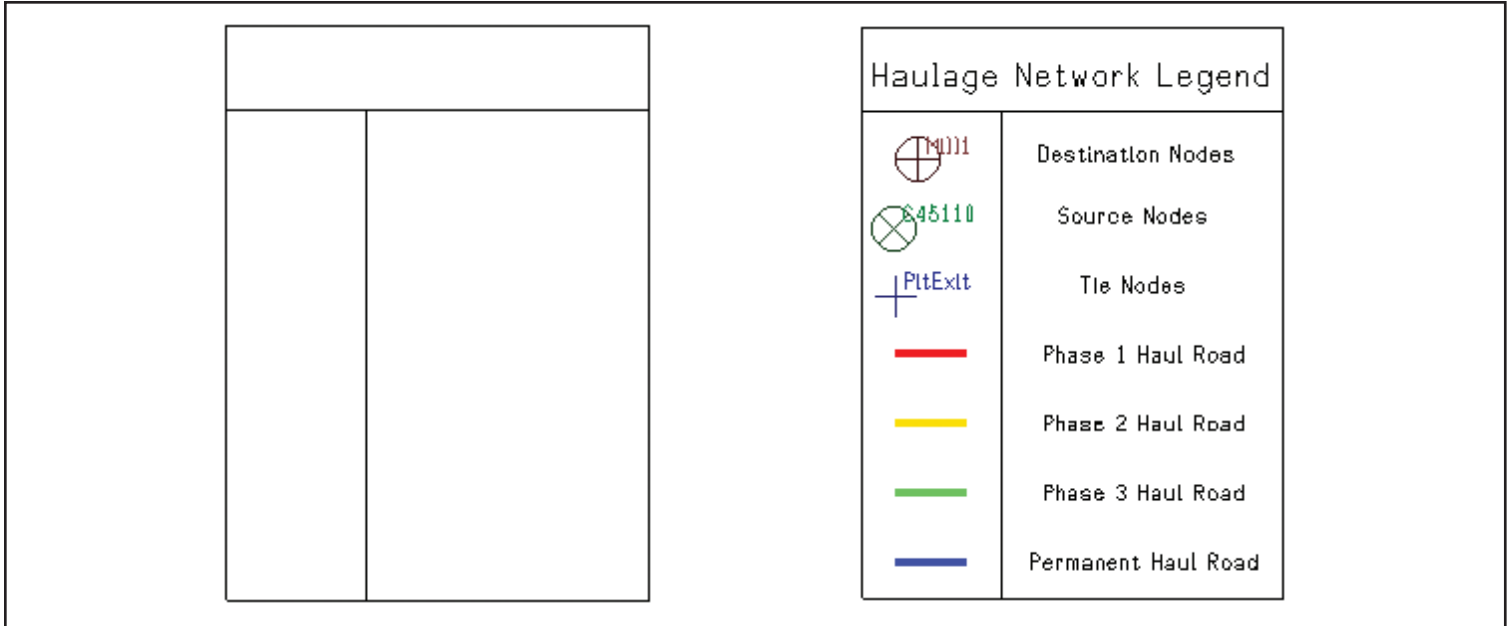 Haulage Network Legend
Destination Nodes
C45110
Source Nodes
PitExit
Tie Nodes
Phase 1 Haul Road
Phase 2 Haul Road
Phase 3 Haul Road
Permanent Haul Road